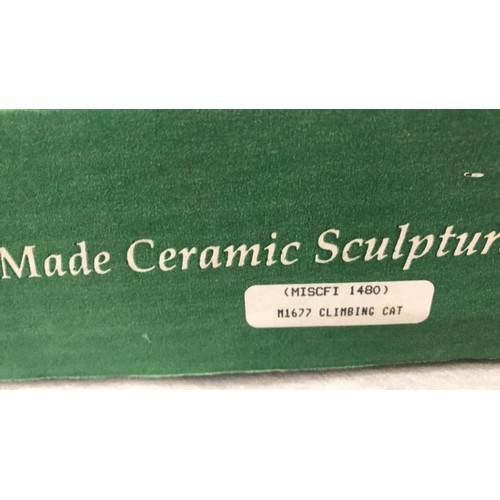 Made Ceramic Sculptur
(MISCFI 1480)
M1677 CLIMBING CAT